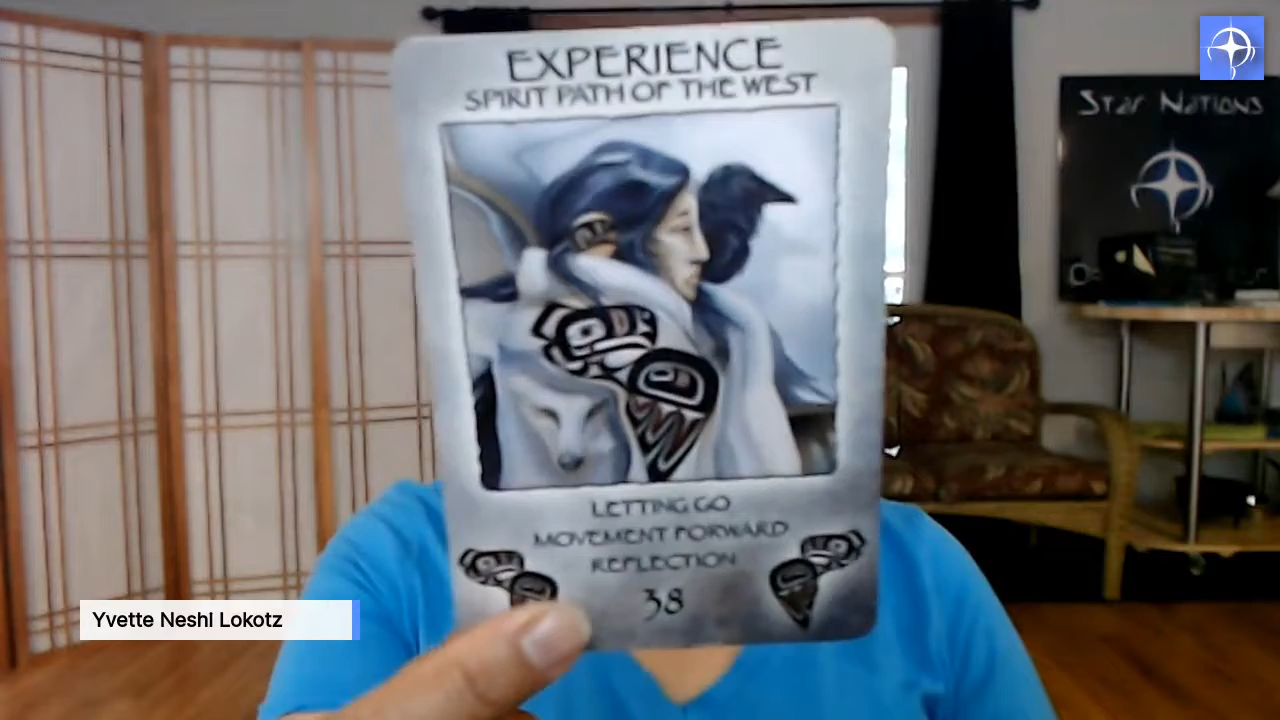 EXPERIENCE
SPIRIT PATH OF THE WEST
Star Nations
LETTING GO
MOVEMENT FORWARD
REFLECTION
38
Yvette Neshi Lokotz